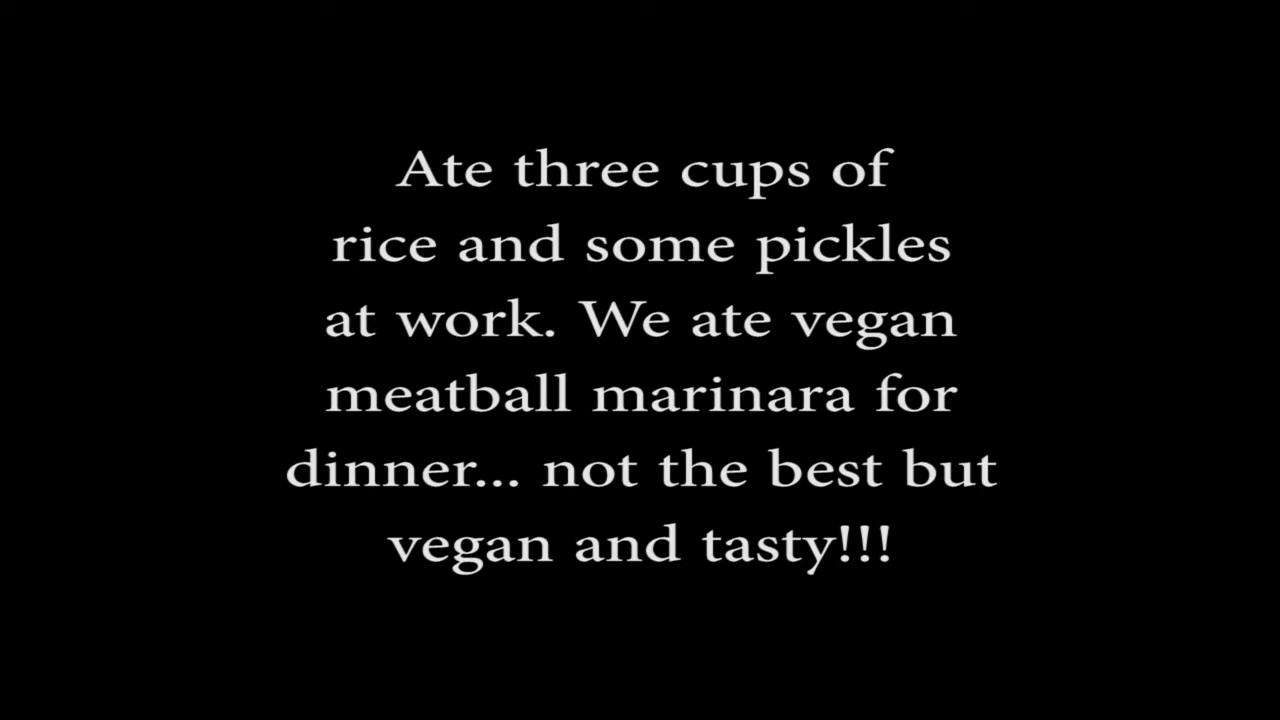 Ate three cups of
rice and some pickles
at work. We ate vegan
meatball marinara for
dinner... not the best but
vegan and tasty!!!